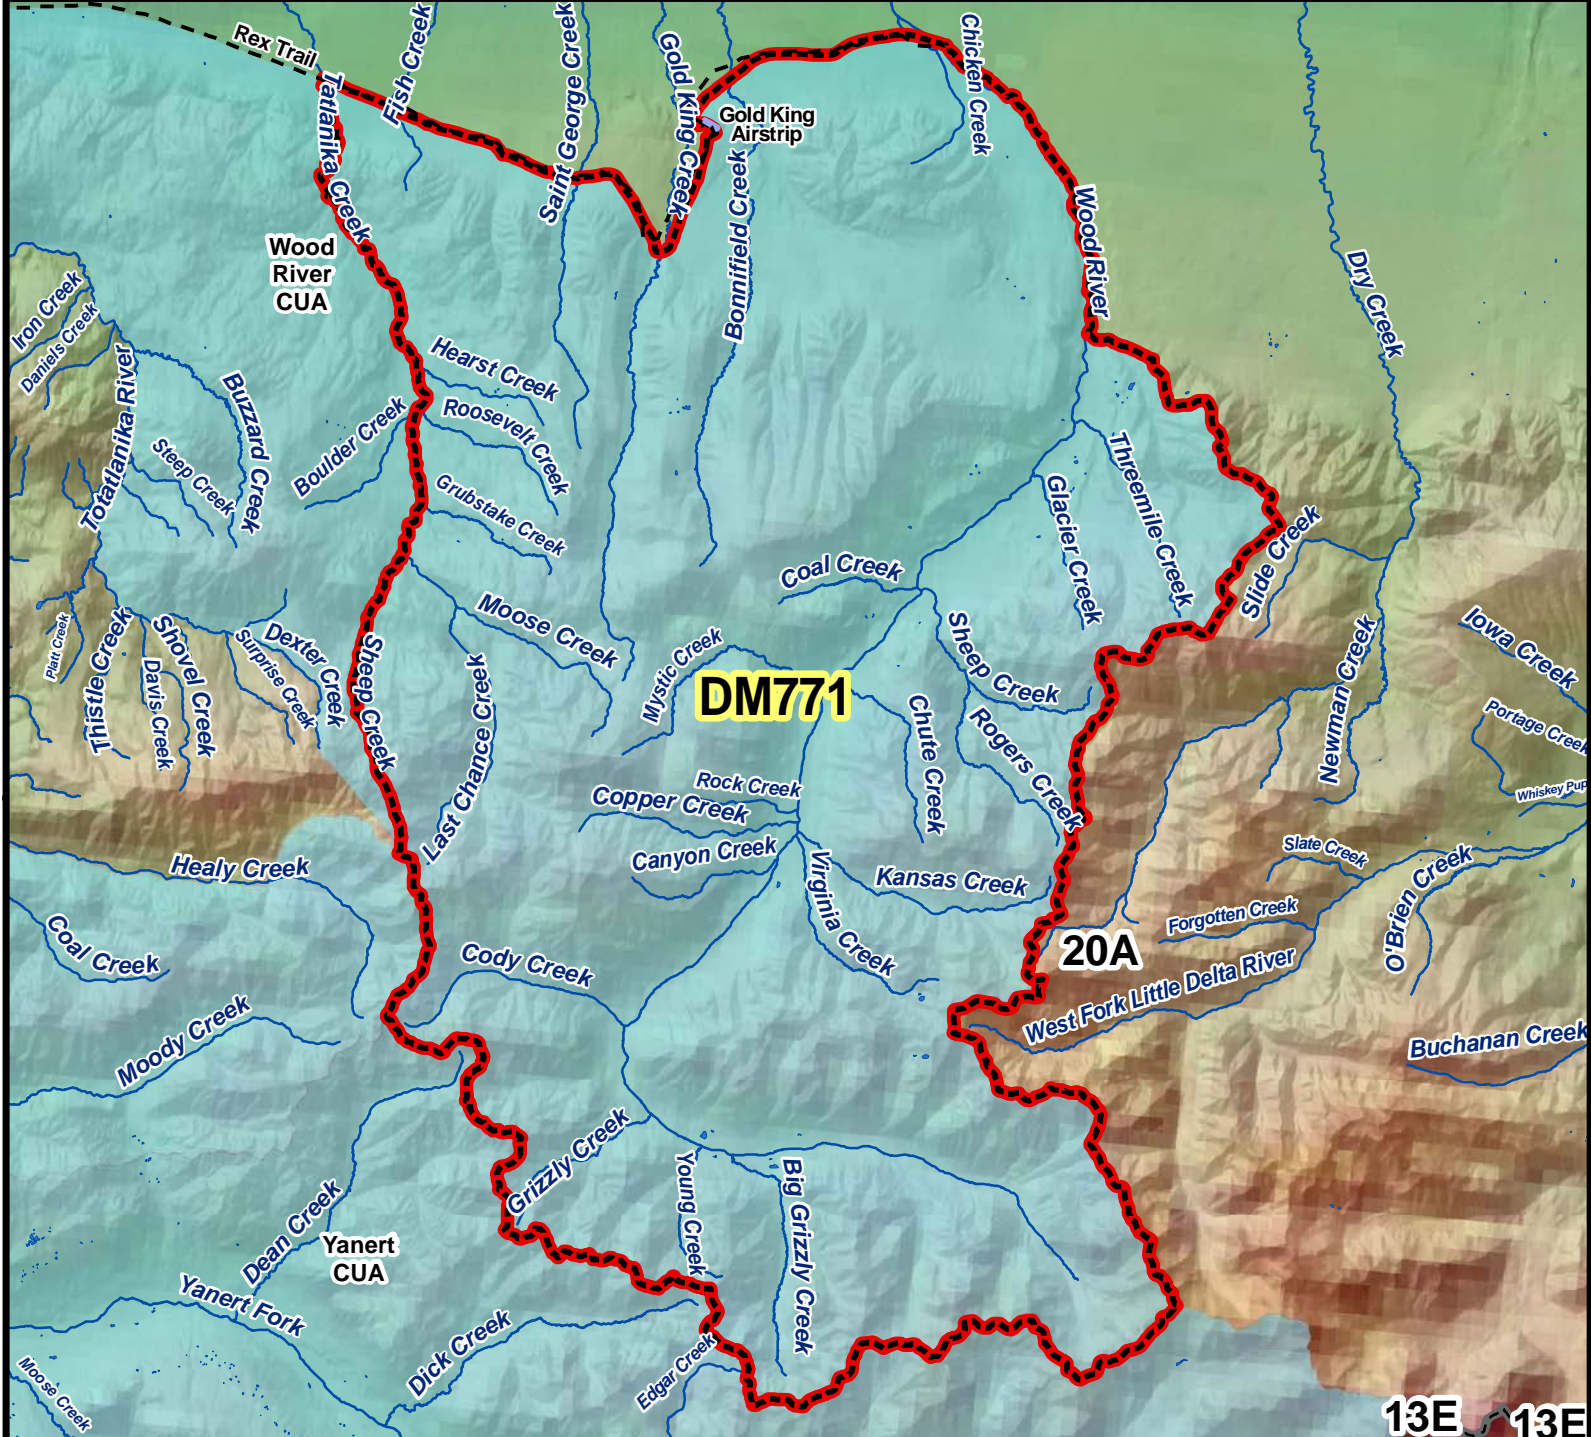 Rex Trail
Tatlanika Creek
Fish Creek
Saint George Creek
Gold King Creek
Gold King
Airstrip
Bonnifield Creek
Chicken Creek
Wood River
Dry Creek
Wood
River
CUA
Iron Creek
Daniels Creek
Totatlanika River
Buzzard Creek
Steep Creek
Boulder Creek
Hearst Creek
Roosevelt Creek
Grubstake Creek
Moose Creek
Coal Creek
Glacier Creek
Threemile Creek
Slide Creek
Platt Creek
Thistle Creek
Davis Creek
Shovel Creek
Surprise Creek
Dexter Creek
Sheep Creek
Last Chance Creek
Mystic Creek
DM771
Sheep Creek
Chute Creek
Rogers Creek
Newman Creek
Iowa Creek
Portage Creek
Whiskey Pup
Rock Creek
Copper Creek
Canyon Creek
Virginia Creek
Kansas Creek
Slate Creek
O'Brien Creek
Forgotten Creek
20A
West Fork Little Delta River
Buchanan Creek
Healy Creek
Coal Creek
Moody Creek
Cody Creek
Grizzly Creek
Young Creek
Big Grizzly Creek
Dean Creek
Yanert
CUA
Yanert Fork
Dick Creek
Edgar Creek
Moose Creek
13E
13E